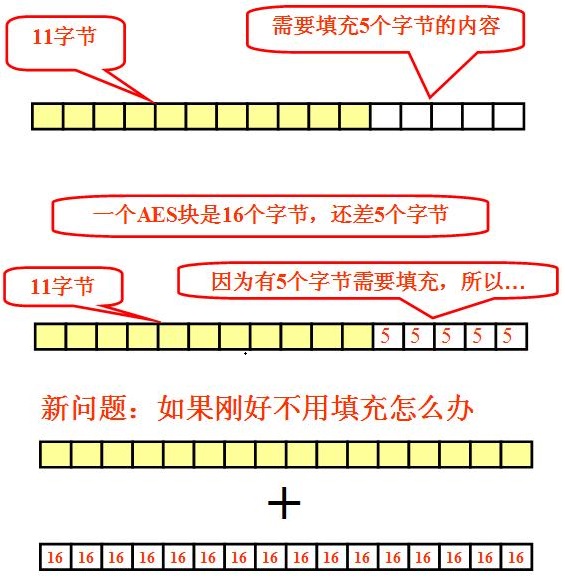 11字节
需要填充5个字节的内容
一个AES块是16个字节，还差5个字节
11字节
因为有5个字节需要填充，所以…
5 5 5 5 5
新问题：如果刚好不用填充怎么办
+
16 16 16 16 16 16 16 16 16 16 16 16 16 16 16 16